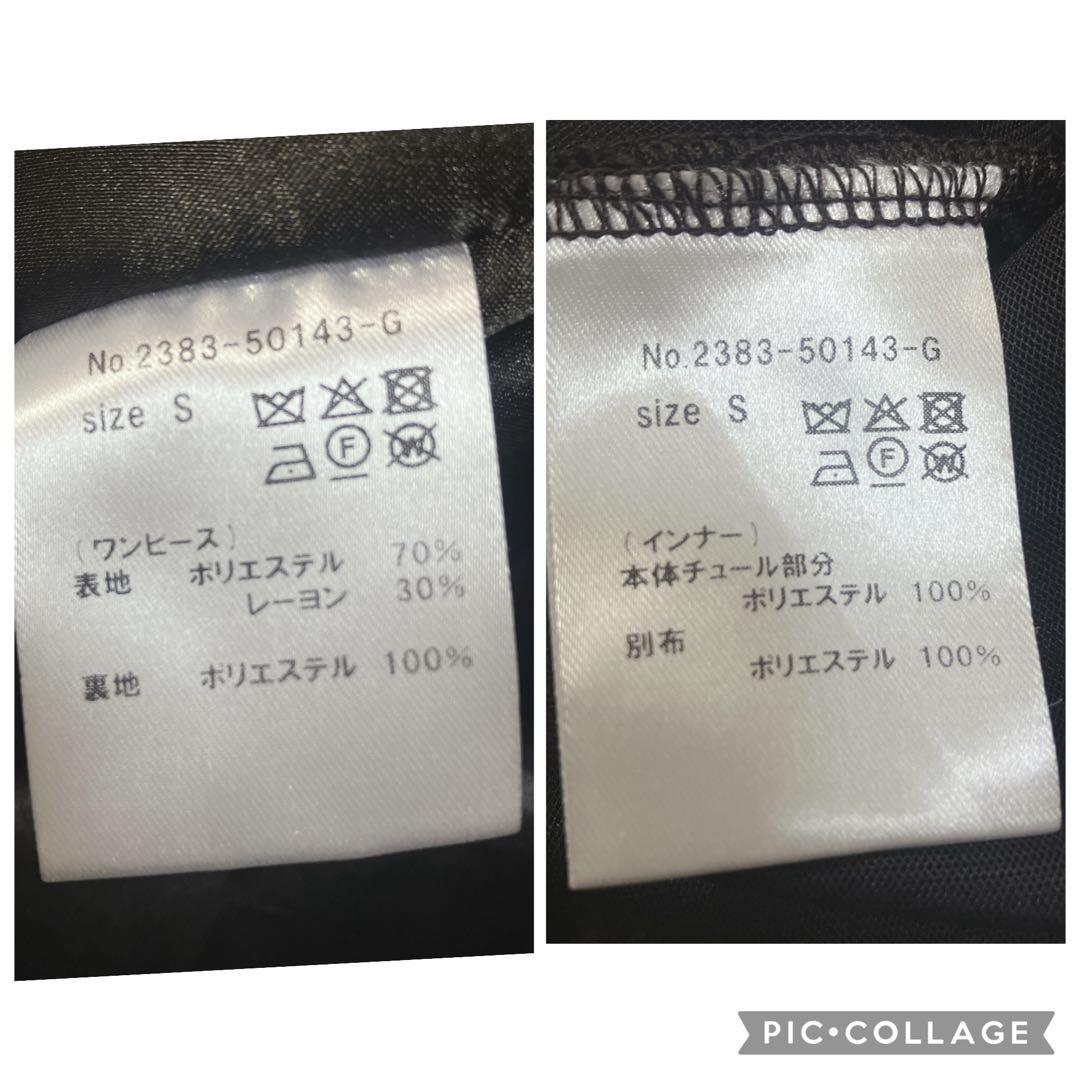 No.2383-50143-G
size S
F
W
(ワンピース)
表地 ポリエステル 70%
レーヨン 30%
裏地 ポリエステル 100%
No.2383-50143-G
size S
F
W
(インナー)
本体チュール部分
ポリエステル 100%
別布
ポリエステル 100%
PIC•COLLAGE